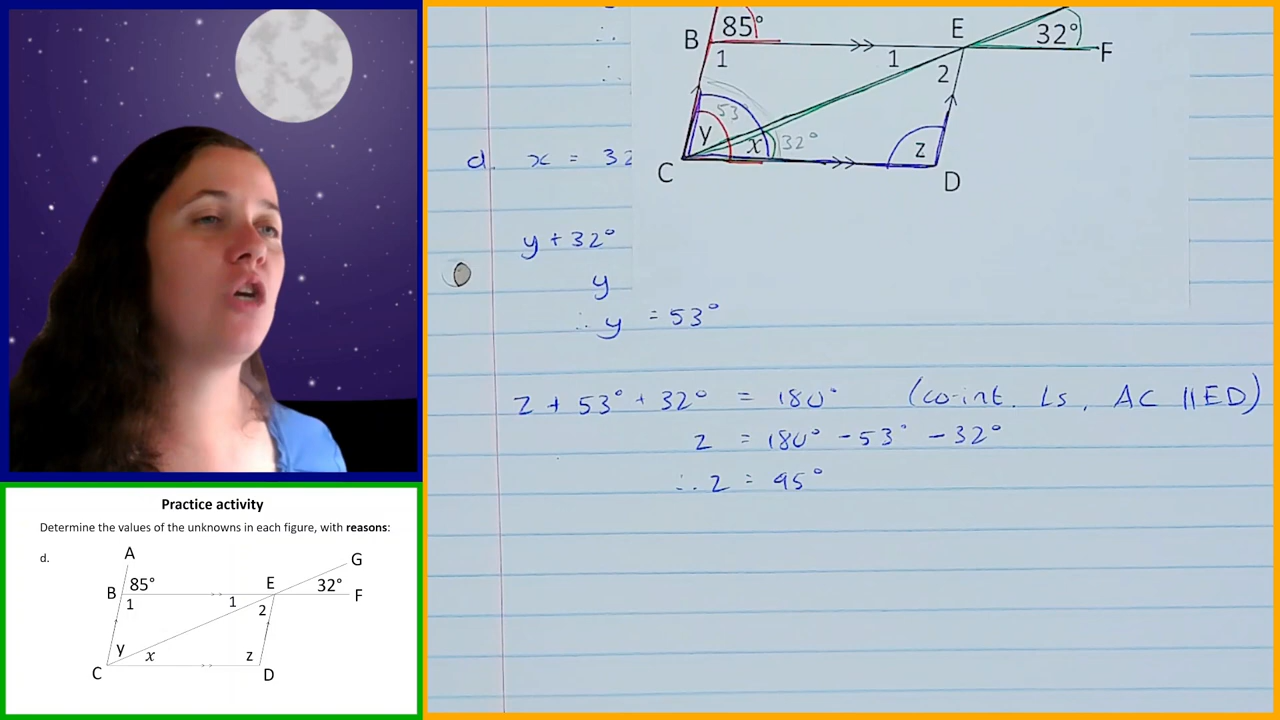 Practice activity
Determine the values of the unknowns in each figure, with reasons:
d.
A
G
B 85° E 32° F
1 1 2
y x z
C D
B 85° E 32° F
1 1 2
53
y x 32° z
C D
d. x = 32
y + 32°
y
∴ y = 53°
z + 53° + 32° = 180° (co-int. Ls, AC || ED)
z = 180° - 53° - 32°
∴ z = 95°